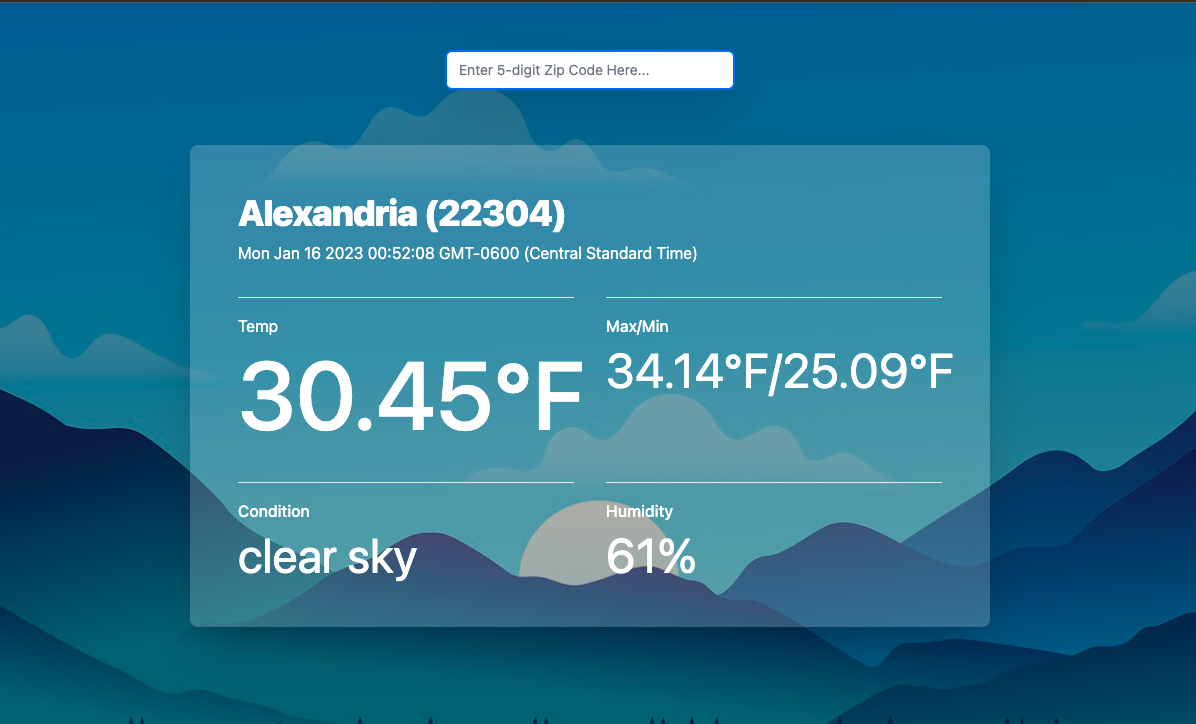 Enter 5-digit Zip Code Here...
Alexandria (22304)
Mon Jan 16 2023 00:52:08 GMT-0600 (Central Standard Time)
Temp
30.45°F
Max/Min
34.14°F/25.09°F
Condition
clear sky
Humidity
61%